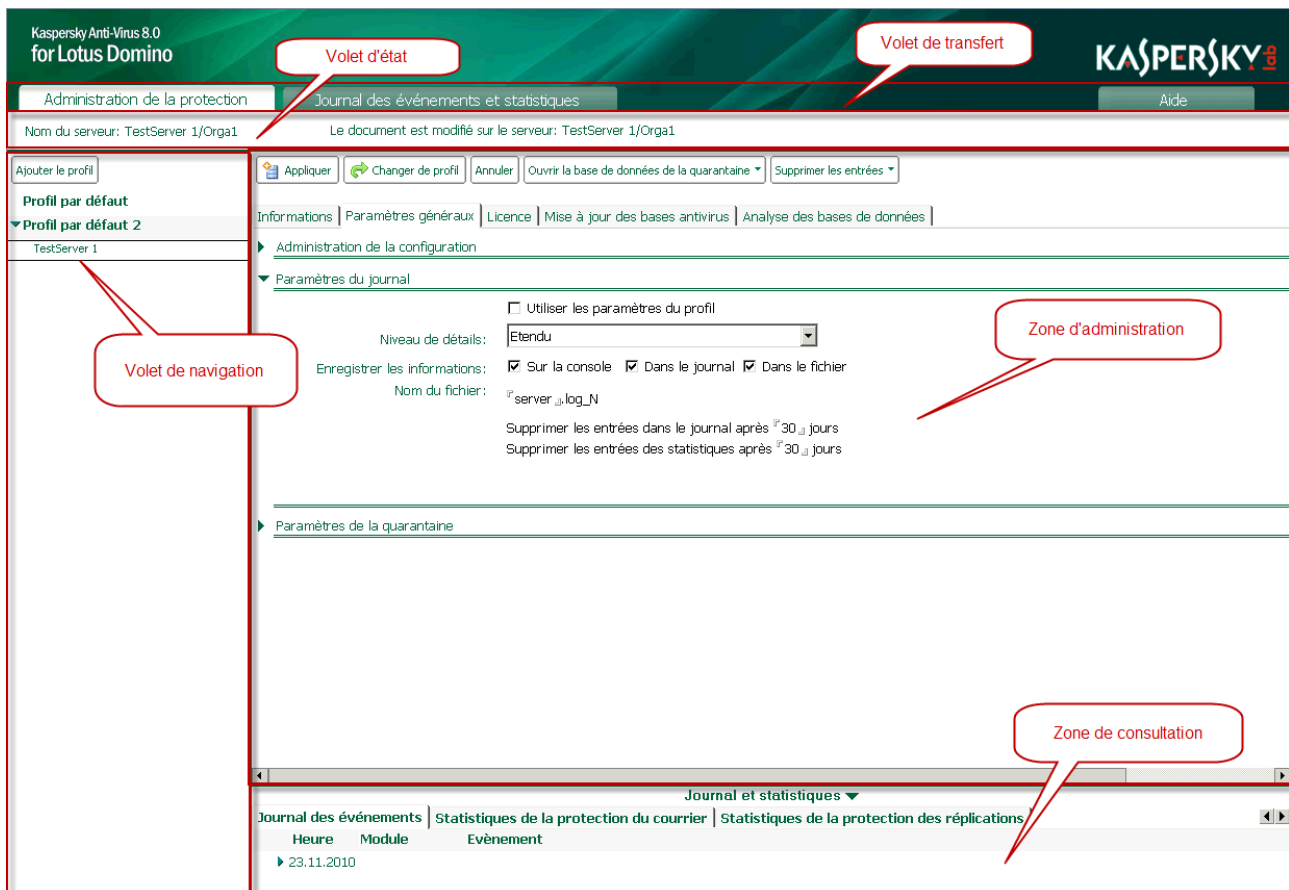 Kaspersky Anti-Virus 8.0
for Lotus Domino
Volet d'état
Volet de transfert
KASPERSKY lab
Administration de la protection
Journal des événements et statistiques
Aide
Nom du serveur: TestServer 1/Orga1
Le document est modifié sur le serveur: TestServer 1/Orga1
Ajouter le profil
Profil par défaut
Profil par défaut 2
TestServer 1
Volet de navigation
Appliquer
Changer de profil
Annuler
Ouvrir la base de données de la quarantaine
Supprimer les entrées
Informations
Paramètres généraux
Licence
Mise à jour des bases antivirus
Analyse des bases de données
Administration de la configuration
Paramètres du journal
Utiliser les paramètres du profil
Niveau de détails: Etendu
Zone d'administration
Enregistrer les informations: Sur la console Dans le journal Dans le fichier
Nom du fichier: server .log_N
Supprimer les entrées dans le journal après 30 jours
Supprimer les entrées des statistiques après 30 jours
Paramètres de la quarantaine
Zone de consultation
Journal et statistiques
Journal des événements
Statistiques de la protection du courrier
Statistiques de la protection des réplications
Heure Module Evènement
23.11.2010